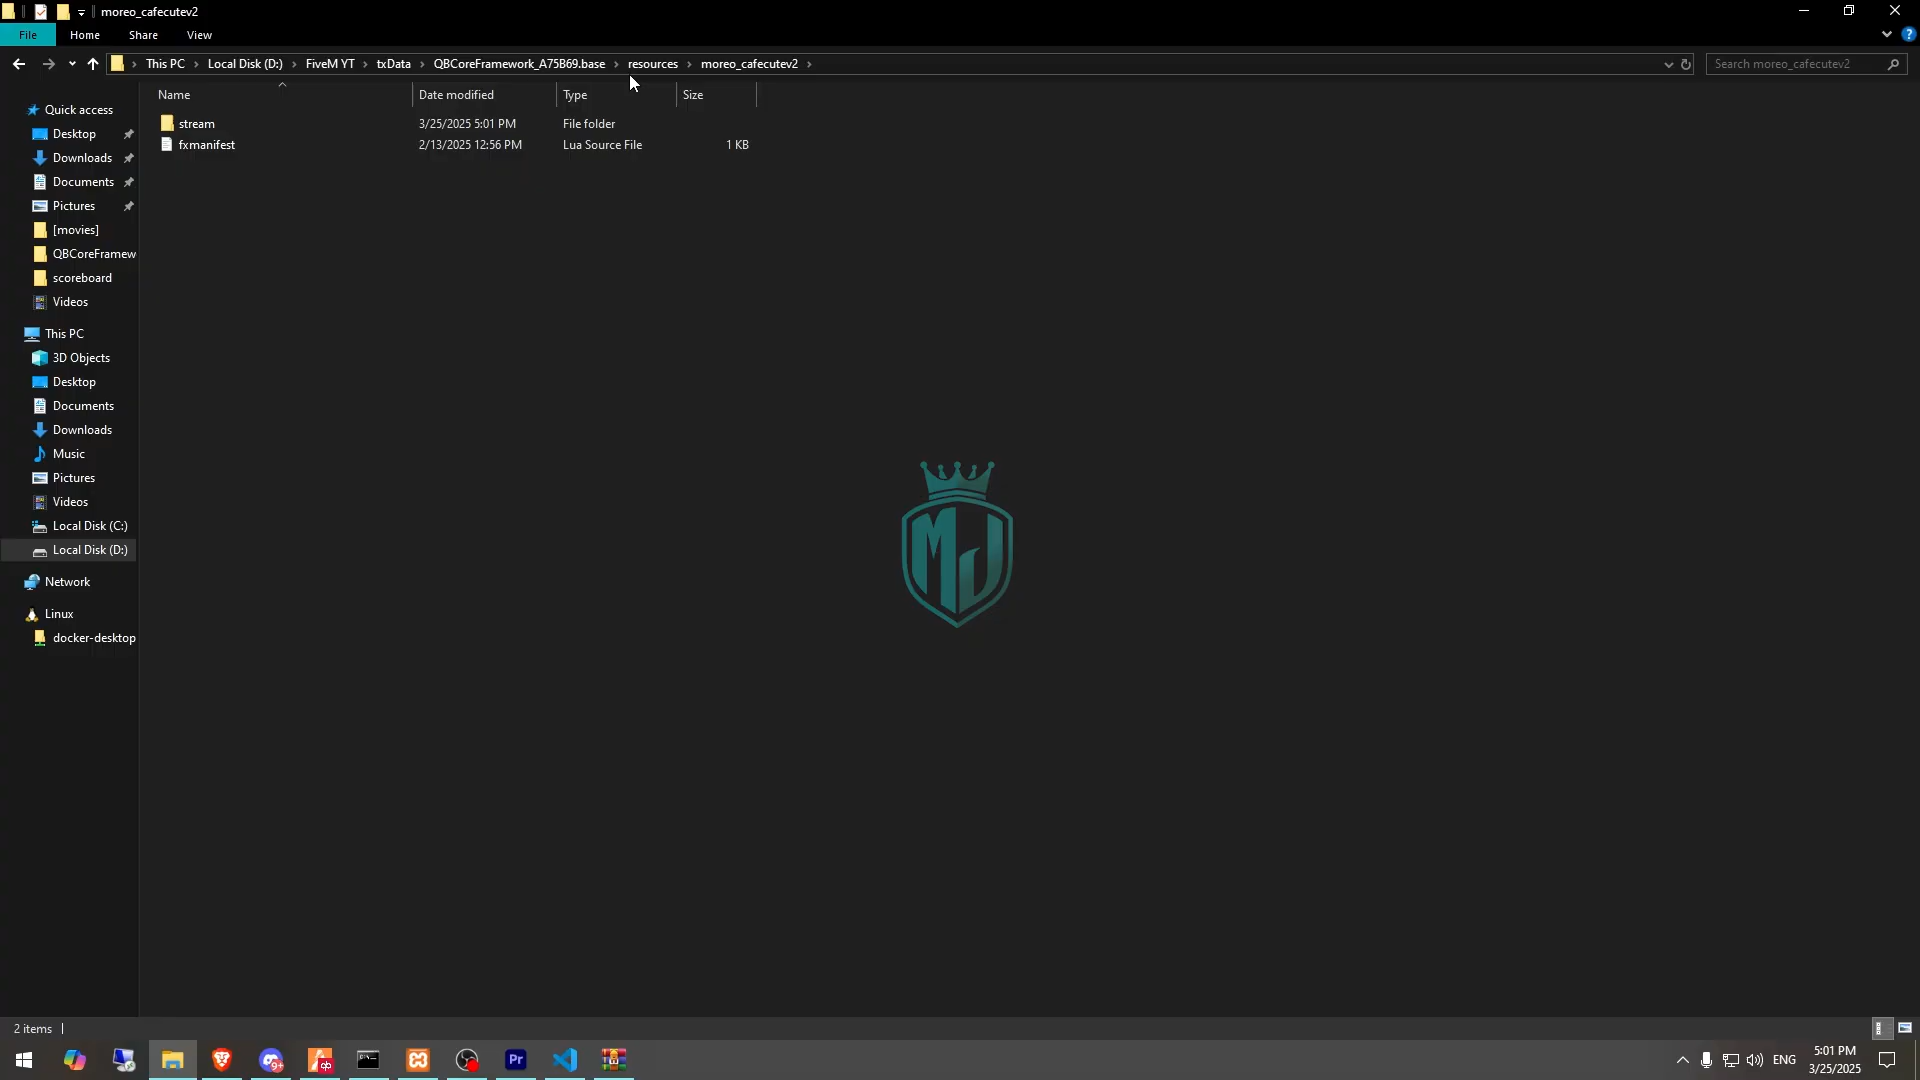 moreo_cafecutev2
File
Home
Share
View
This PC
Local Disk (D:)
FiveM YT
txData
QBCoreFramework_A75B69.base
resources
moreo_cafecutev2
Search moreo_cafecutev2
Name
Date modified
Type
Size
stream
3/25/2025 5:01 PM
File folder
fxmanifest
2/13/2025 12:56 PM
Lua Source File
1 KB
Quick access
Desktop
Downloads
Documents
Pictures
[movies]
QBCoreFramew
scoreboard
Videos
This PC
3D Objects
Desktop
Documents
Downloads
Music
Pictures
Videos
Local Disk (C:)
Local Disk (D:)
Network
Linux
docker-desktop
MJ
2 items
9+
Pr
ENG
5:01 PM
3/25/2025